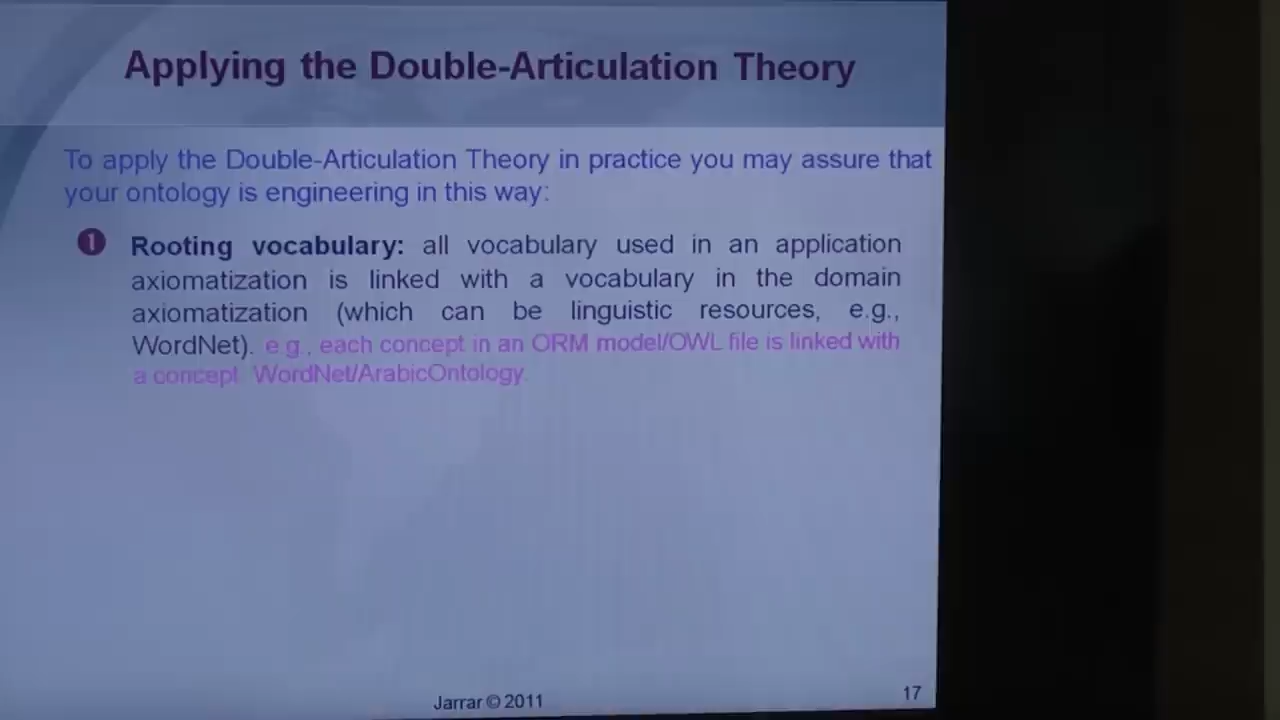 Applying the Double-Articulation Theory
To apply the Double-Articulation Theory in practice you may assure that
your ontology is engineering in this way:
1 Rooting vocabulary: all vocabulary used in an application
axiomatization is linked with a vocabulary in the domain
axiomatization (which can be linguistic resources, e.g.,
WordNet). e.g., each concept in an ORM model/OWL file is linked with
a concept WordNet/ArabicOntology.
Jarrar © 2011
17